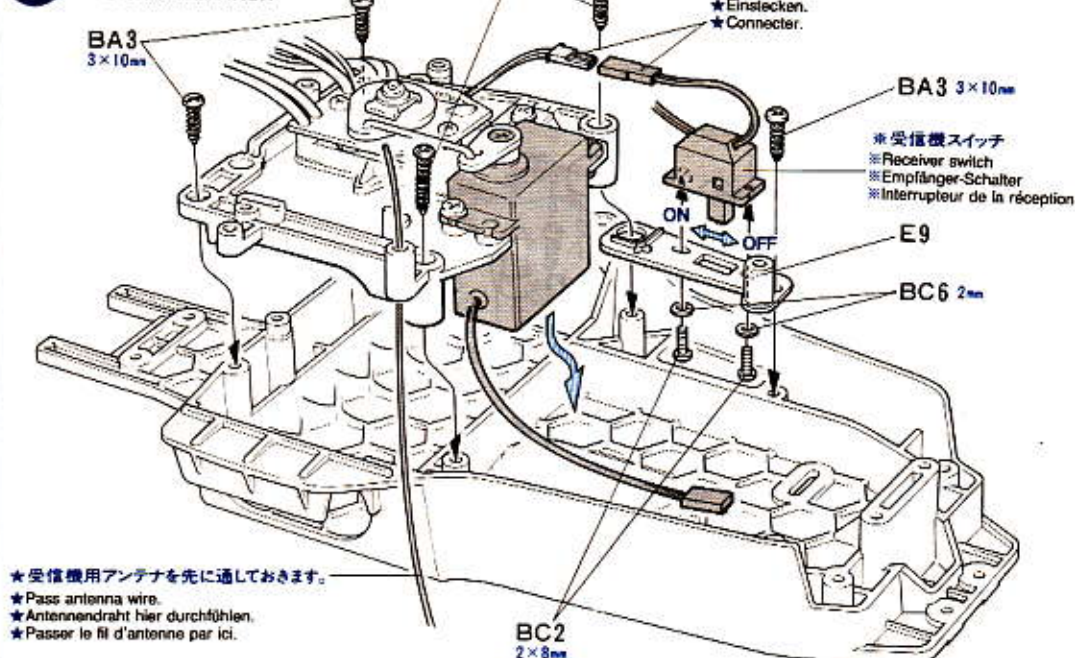 ★Einstecken.
★Connecter.
BA3
3×10mm
BA3 3×10mm
※受信機スイッチ
※Receiver switch
※Empfänger-Schalter
※Interrupteur de la réception
ON
OFF
E9
BC6 2mm
★受信機用アンテナを先に通しておきます。
★Pass antenna wire.
★Antennendraht hier durchfühlen.
★Passer le fil d'antenne par ici.
BC2
2×8mm